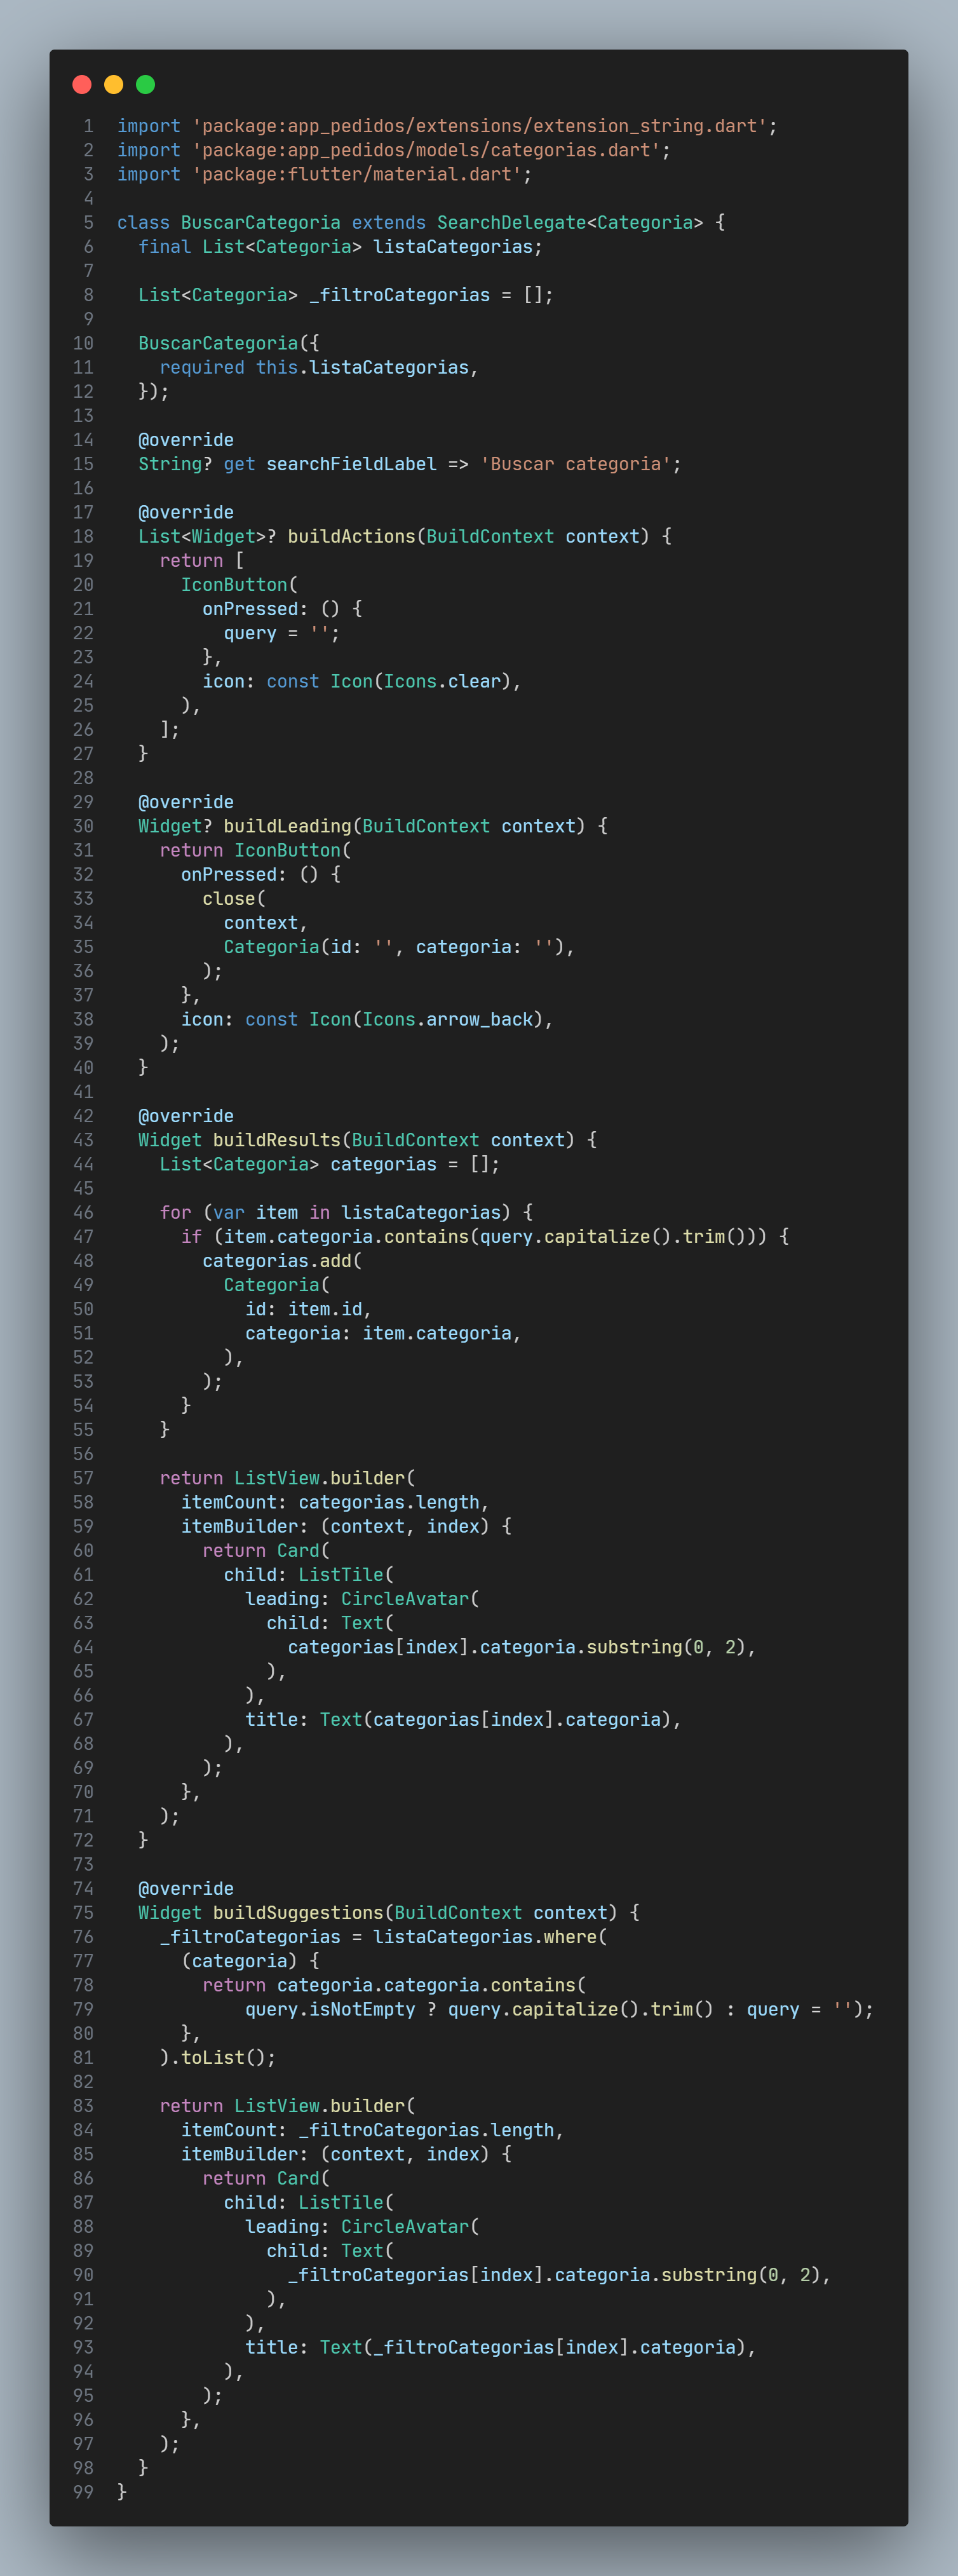 1 import 'package:app_pedidos/extensions/extension_string.dart';
2 import 'package:app_pedidos/models/categorias.dart';
3 import 'package:flutter/material.dart';
4
5 class BuscarCategoria extends SearchDelegate<Categoria> {
6   final List<Categoria> listaCategorias;
7
8   List<Categoria> _filtroCategorias = [];
9
10   BuscarCategoria({
11     required this.listaCategorias,
12   });
13
14   @override
15   String? get searchFieldLabel => 'Buscar categoria';
16
17   @override
18   List<Widget>? buildActions(BuildContext context) {
19     return [
20       IconButton(
21         onPressed: () {
22           query = '';
23         },
24         icon: const Icon(Icons.clear),
25       ),
26     ];
27   }
28
29   @override
30   Widget? buildLeading(BuildContext context) {
31     return IconButton(
32       onPressed: () {
33         close(
34           context,
35           Categoria(id: '', categoria: ''),
36         );
37       },
38       icon: const Icon(Icons.arrow_back),
39     );
40   }
41
42   @override
43   Widget buildResults(BuildContext context) {
44     List<Categoria> categorias = [];
45
46     for (var item in listaCategorias) {
47       if (item.categoria.contains(query.capitalize().trim())) {
48         categorias.add(
49           Categoria(
50             id: item.id,
51             categoria: item.categoria,
52           ),
53         );
54       }
55     }
56
57     return ListView.builder(
58       itemCount: categorias.length,
59       itemBuilder: (context, index) {
60         return Card(
61           child: ListTile(
62             leading: CircleAvatar(
63               child: Text(
64                 categorias[index].categoria.substring(0, 2),
65               ),
66             ),
67             title: Text(categorias[index].categoria),
68           ),
69         );
70       },
71     );
72   }
73
74   @override
75   Widget buildSuggestions(BuildContext context) {
76     _filtroCategorias = listaCategorias.where(
77       (categoria) {
78         return categoria.categoria.contains(
79             query.isNotEmpty ? query.capitalize().trim() : query = '');
80       },
81     ).toList();
82
83     return ListView.builder(
84       itemCount: _filtroCategorias.length,
85       itemBuilder: (context, index) {
86         return Card(
87           child: ListTile(
88             leading: CircleAvatar(
89               child: Text(
90                 _filtroCategorias[index].categoria.substring(0, 2),
91               ),
92             ),
93             title: Text(_filtroCategorias[index].categoria),
94           ),
95         );
96       },
97     );
98   }
99 }